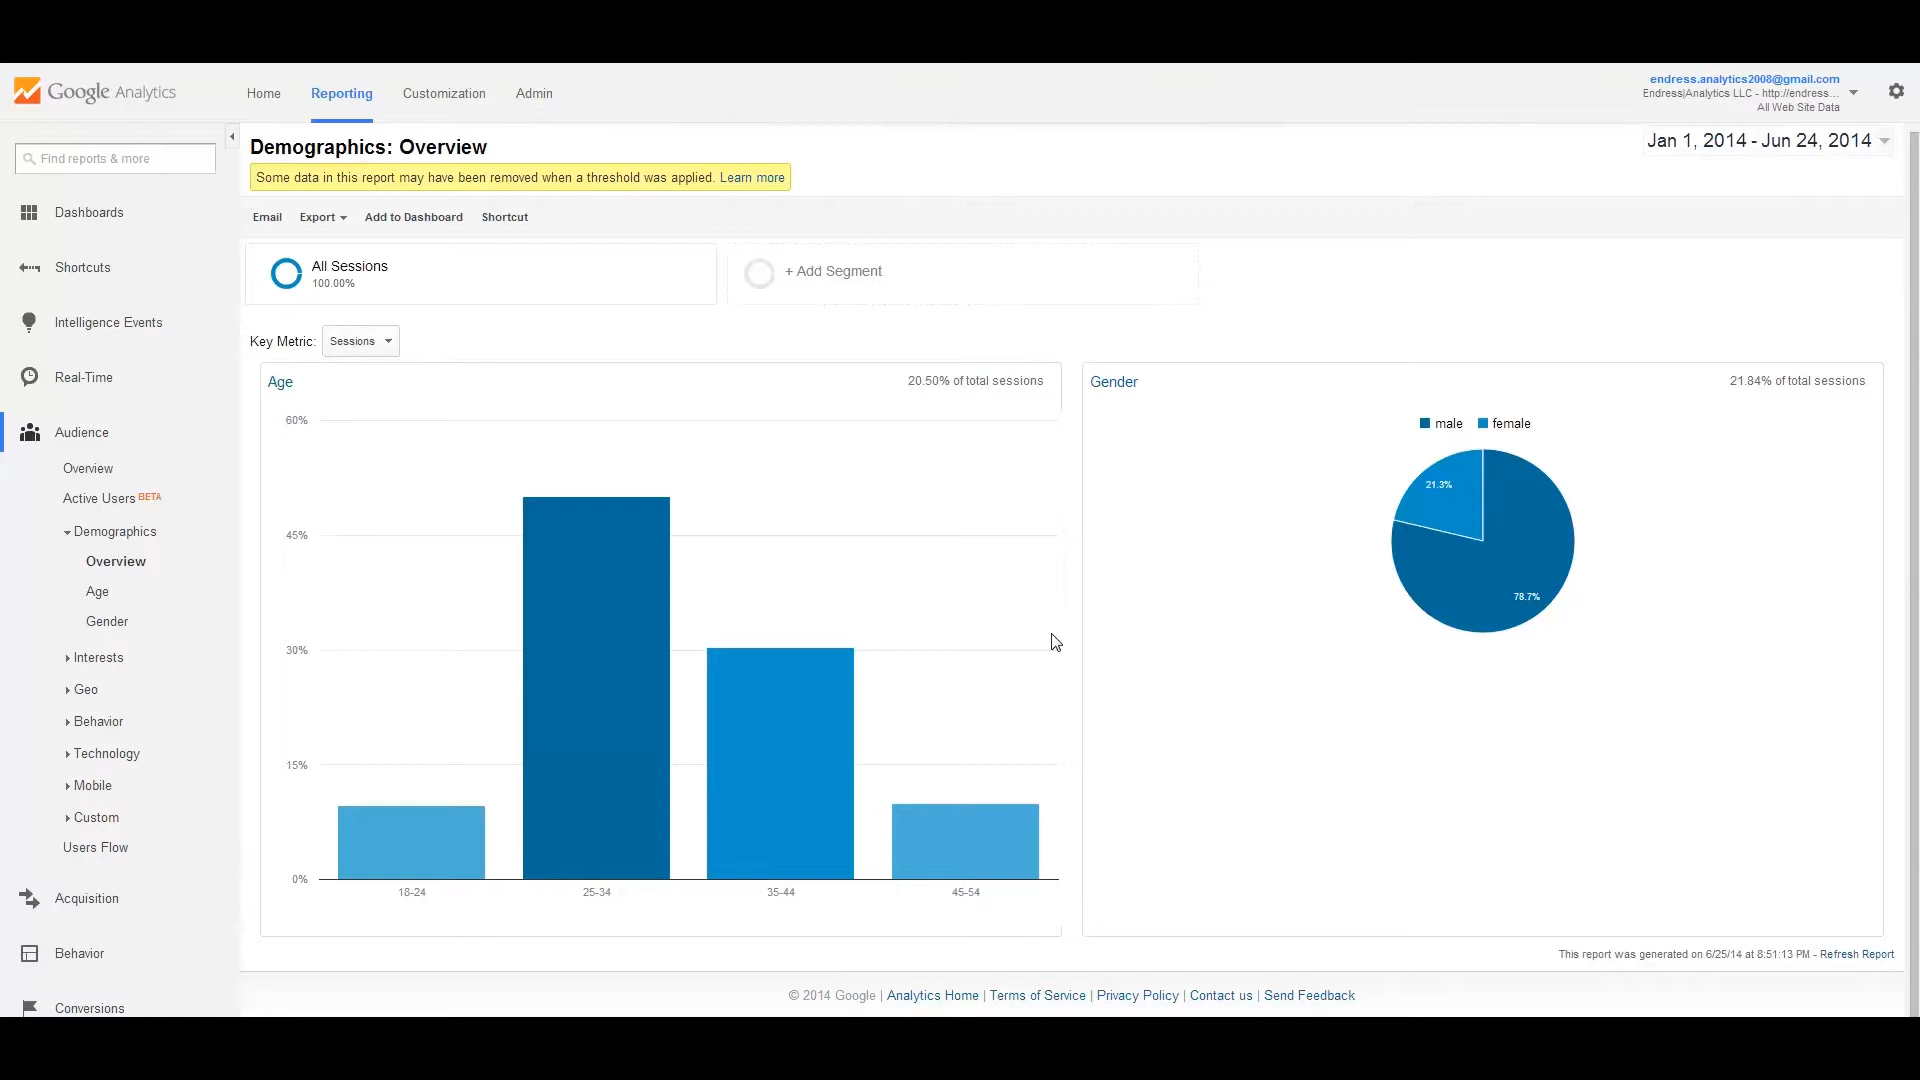 Google Analytics
Home
Reporting
Customization
Admin
endress.analytics2008@gmail.com
Endress|Analytics LLC - http://endress...
All Web Site Data
Find reports & more
Dashboards
Shortcuts
Intelligence Events
Real-Time
Audience
Overview
Active Users BETA
Demographics
Overview
Age
Gender
Interests
Geo
Behavior
Technology
Mobile
Custom
Users Flow
Acquisition
Behavior
Conversions
Demographics: Overview
Jan 1, 2014 - Jun 24, 2014
Some data in this report may have been removed when a threshold was applied. Learn more
Email
Export
Add to Dashboard
Shortcut
All Sessions
100.00%
+ Add Segment
Key Metric: Sessions
Age
20.50% of total sessions
60%
45%
30%
15%
0%
18-24
25-34
35-44
45-54
Gender
21.84% of total sessions
male
female
21.3%
78.7%
This report was generated on 6/25/14 at 8:51:13 PM - Refresh Report
© 2014 Google | Analytics Home | Terms of Service | Privacy Policy | Contact us | Send Feedback